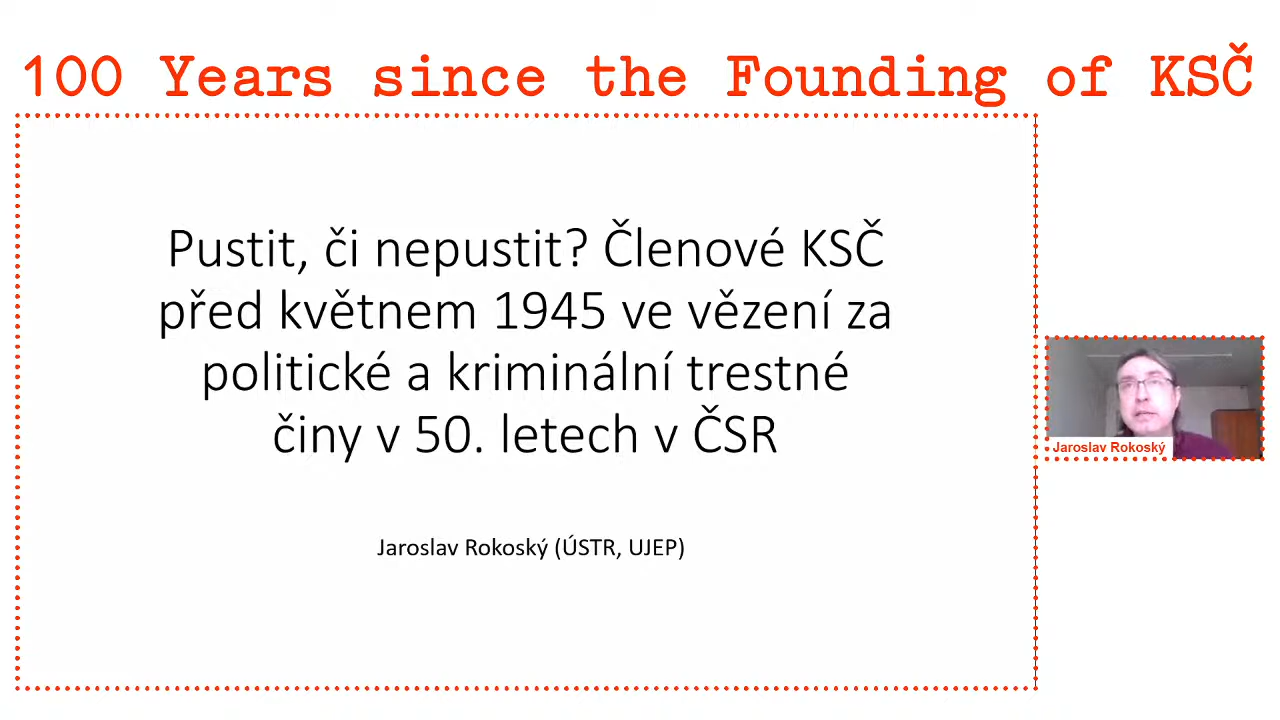 100 Years since the Founding of KSČ
Pustit, či nepustit? Členové KSČ
před květnem 1945 ve vězení za
politické a kriminální trestné
činy v 50. letech v ČSR
Jaroslav Rokoský (ÚSTR, UJEP)
Jaroslav Rokoský